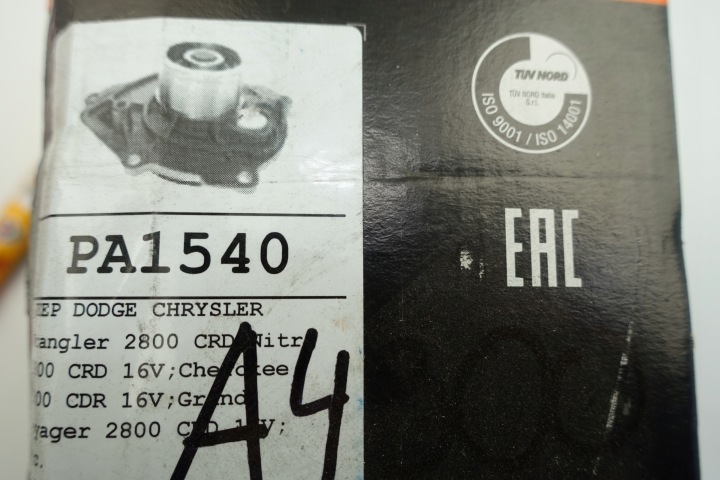 TÜV NORD
TÜV NORD Italia
S.r.l.
ISO 9001 / ISO 14001
EAC
PA1540
EEP DODGE CHRYSLER
angler 2800 CRD;Nitr
00 CRD 16V;Cherokee
00 CDR 16V;Grand
yager 2800 CRD 16V;
c.
A4